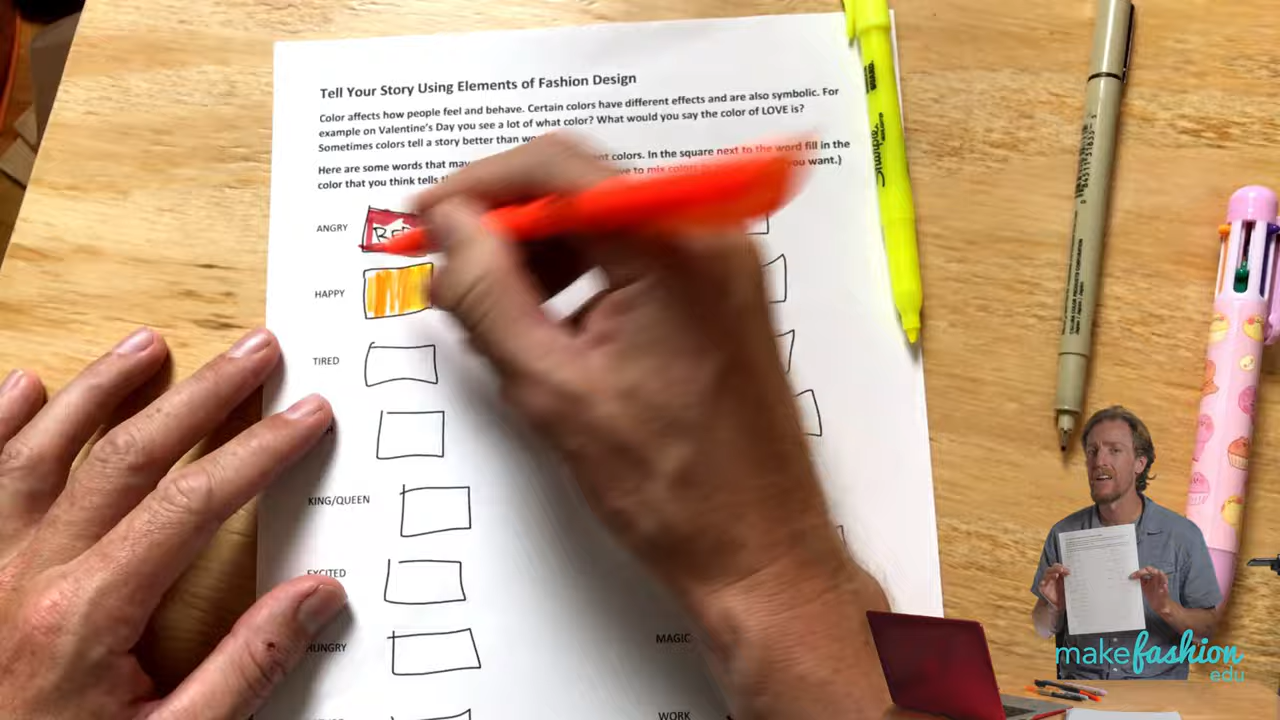 Tell Your Story Using Elements of Fashion Design
Color affects how people feel and behave. Certain colors have different effects and are also symbolic. For
example on Valentine's Day you see a lot of what color? What would you say the color of LOVE is?
Sometimes colors tell a story better than
Here are some words that may colors. In the square next to the word fill in the
color that you think tells to mix colors you want.)
ANGRY
RED
HAPPY
TIRED
KING/QUEEN
EXCITED
HUNGRY
MAGIC
WORK
Sharpie
makefashion
edu